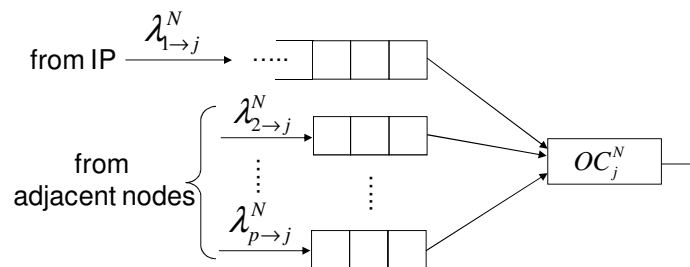 from IP
λ^N_{1→j}
.....
from
adjacent nodes
λ^N_{2→j}
λ^N_{p→j}
OC^N_j